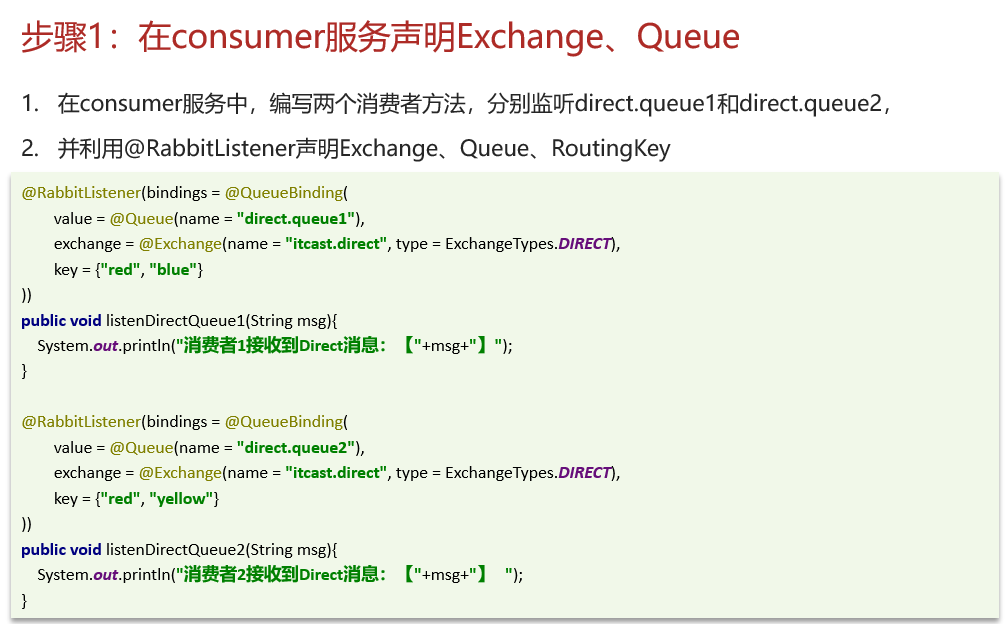 步骤1：在consumer服务声明Exchange、Queue
1. 在consumer服务中，编写两个消费者方法，分别监听direct.queue1和direct.queue2，
2. 并利用@RabbitListener声明Exchange、Queue、RoutingKey
@RabbitListener(bindings = @QueueBinding(
value = @Queue(name = "direct.queue1"),
exchange = @Exchange(name = "itcast.direct", type = ExchangeTypes.DIRECT),
key = {"red", "blue"}
))
public void listenDirectQueue1(String msg){
System.out.println("消费者1接收到Direct消息：【"+msg+"】");
}
@RabbitListener(bindings = @QueueBinding(
value = @Queue(name = "direct.queue2"),
exchange = @Exchange(name = "itcast.direct", type = ExchangeTypes.DIRECT),
key = {"red", "yellow"}
))
public void listenDirectQueue2(String msg){
System.out.println("消费者2接收到Direct消息：【"+msg+"】 ");
}